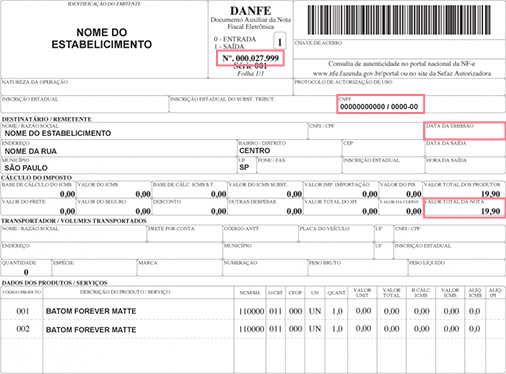 IDENTIFICAÇÃO DO EMITENTE
NOME DO
ESTABELICIMENTO
DANFE
Documento Auxiliar da Nota
Fiscal Eletrônica
0 - ENTRADA
1 - SAÍDA
1
Nº. 000.027.999
Série 001
Folha 1/1
CHAVE DE ACESSO
Consulta de autenticidade no portal nacional da NF-e
www.nfe.fazenda.gov.br/portal ou no site da Sefaz Autorizadora
NATUREZA DA OPERAÇÃO
PROTOCOLO DE AUTORIZAÇÃO DE USO
INSCRIÇÃO ESTADUAL
INSCRIÇÃO ESTADUAL DO SUBST. TRIBUT.
CNPJ
00000000000 / 0000-00
DESTINATÁRIO / REMETENTE
NOME / RAZÃO SOCIAL
CNPJ / CPF
DATA DA EMISSÃO
NOME DO ESTABELICIMENTO
ENDEREÇO
BAIRRO / DISTRITO
CEP
DATA DA SAÍDA
NOME DA RUA
CENTRO
MUNICÍPIO
UF
FONE / FAX
INSCRIÇÃO ESTADUAL
HORA DA SAÍDA
SÃO PAULO
SP
CÁLCULO DO IMPOSTO
BASE DE CÁLCULO DO ICMS
VALOR DO ICMS
BASE DE CÁLC. ICMS S.T.
VALOR DO ICMS SUBST
VALOR IMP. IMPORTAÇÃO
VALOR DO PIS
VALOR TOTAL DOS PRODUTOS
0,00 0,00 0,00 0,00 0,00 0,00 19,90
VALOR DO FRETE
VALOR DO SEGURO
DESCONTO
OUTRAS DESPESAS
VALOR TOTAL DO IPI
VALOR DA COFINS
VALOR TOTAL DA NOTA
0,00 0,00 0,00 0,00 0,00 0,00 19,90
TRANSPORTADOR / VOLUMES TRANSPORTADOS
NOME / RAZÃO SOCIAL
FRETE POR CONTA
CÓDIGO ANTT
PLACA DO VEÍCULO
UF
CNPJ / CPF
ENDEREÇO
MUNICÍPIO
UF
INSCRIÇÃO ESTADUAL
QUANTIDADE
ESPÉCIE
MARCA
NUMERAÇÃO
PESO BRUTO
PESO LÍQUIDO
0
DADOS DOS PRODUTOS / SERVIÇOS
CÓDIGO PRODUTO
DESCRIÇÃO DO PRODUTO / SERVIÇO
NCM/SH
O/CST
CFOP
UN
QUANT
VALOR UNIT
VALOR TOTAL
B.CÁLC ICMS
VALOR ICMS
ALÍQ ICMS
ALÍQ IPI
001 BATOM FOREVER MATTE 110000 011 000 UN 1,0 0,00 0,00 0,00 0,00 0,00
002 BATOM FOREVER MATTE 110000 011 000 UN 1,0 0,00 0,00 0,00 0,00 0,00